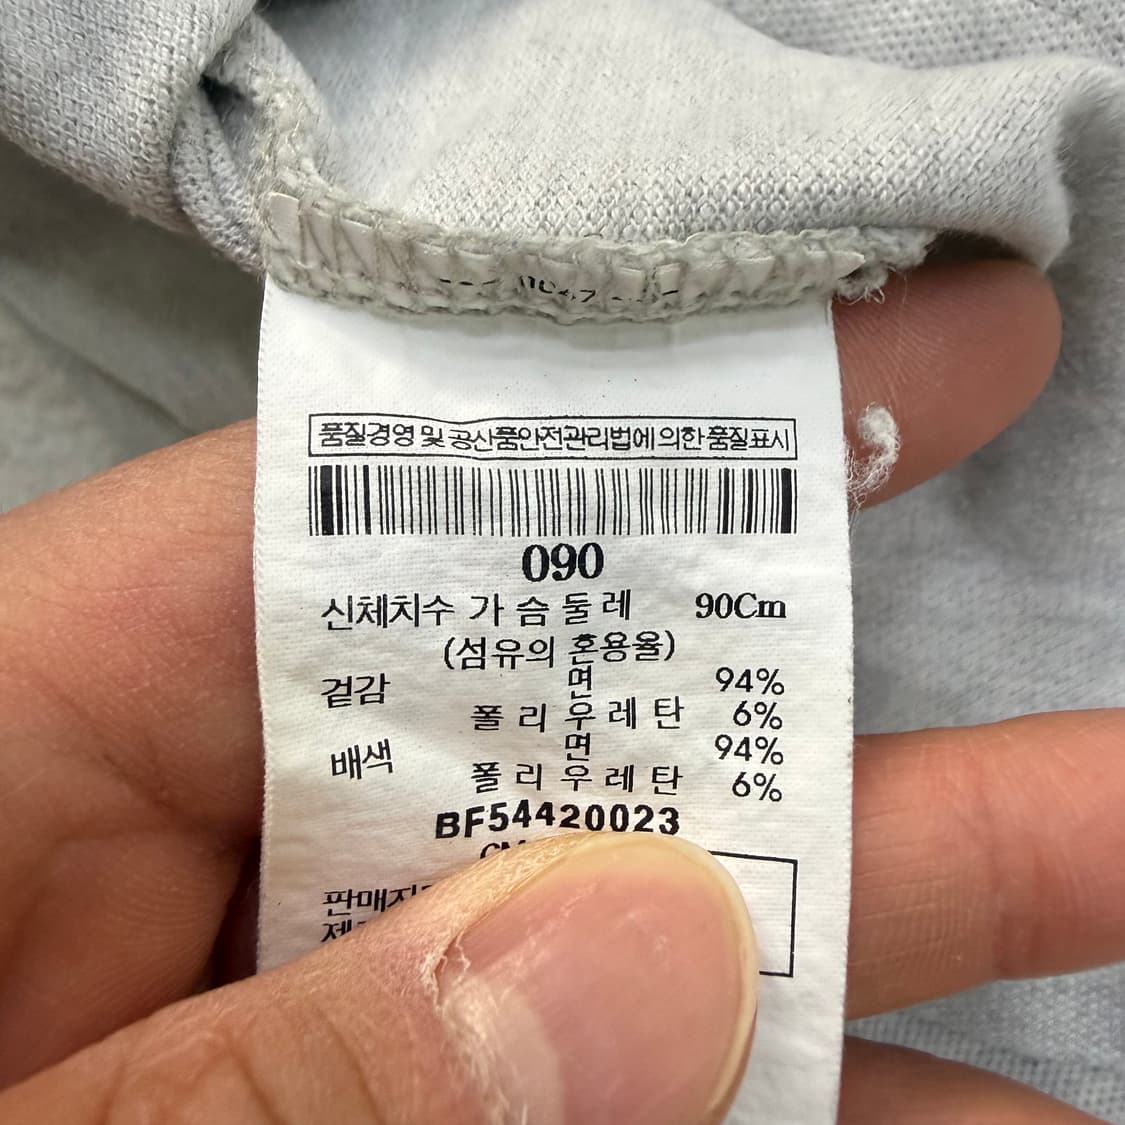 품질경영 및 공산품안전관리법에 의한 품질표시
090
신체치수 가 슴 둘 레 90Cm
(섬유의 혼용율)
겉감 면 94%
폴 리 우 레 탄 6%
배색 면 94%
폴 리 우 레 탄 6%
BF54420023